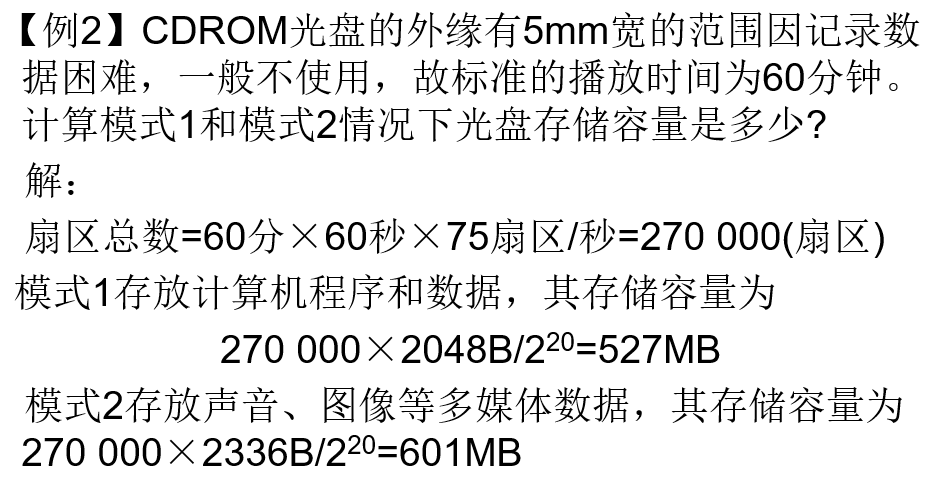 【例2】CDROM光盘的外缘有5mm宽的范围因记录数
据困难，一般不使用，故标准的播放时间为60分钟。
计算模式1和模式2情况下光盘存储容量是多少?
解：
扇区总数=60分×60秒×75扇区/秒=270 000(扇区)
模式1存放计算机程序和数据，其存储容量为
270 000×2048B/2²⁰=527MB
模式2存放声音、图像等多媒体数据，其存储容量为
270 000×2336B/2²⁰=601MB